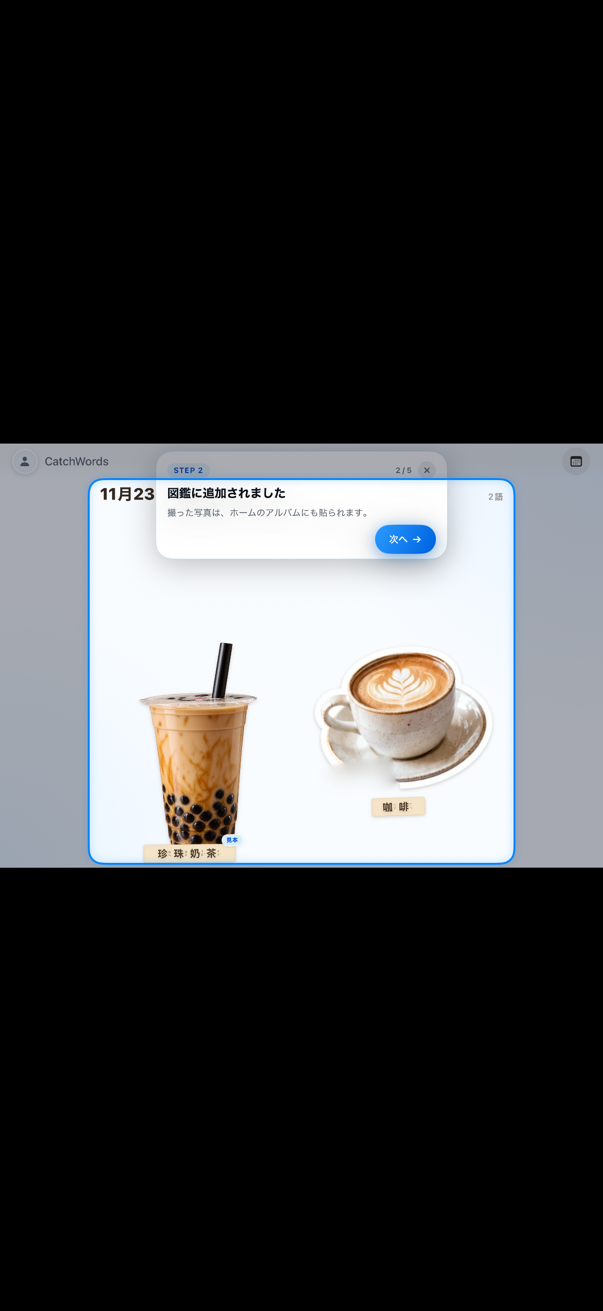 CatchWords
STEP 2
2 / 5
11月23
図鑑に追加されました
2語
撮った写真は、ホームのアルバムにも貼られます。
次へ →
咖啡
見本
珍珠奶茶